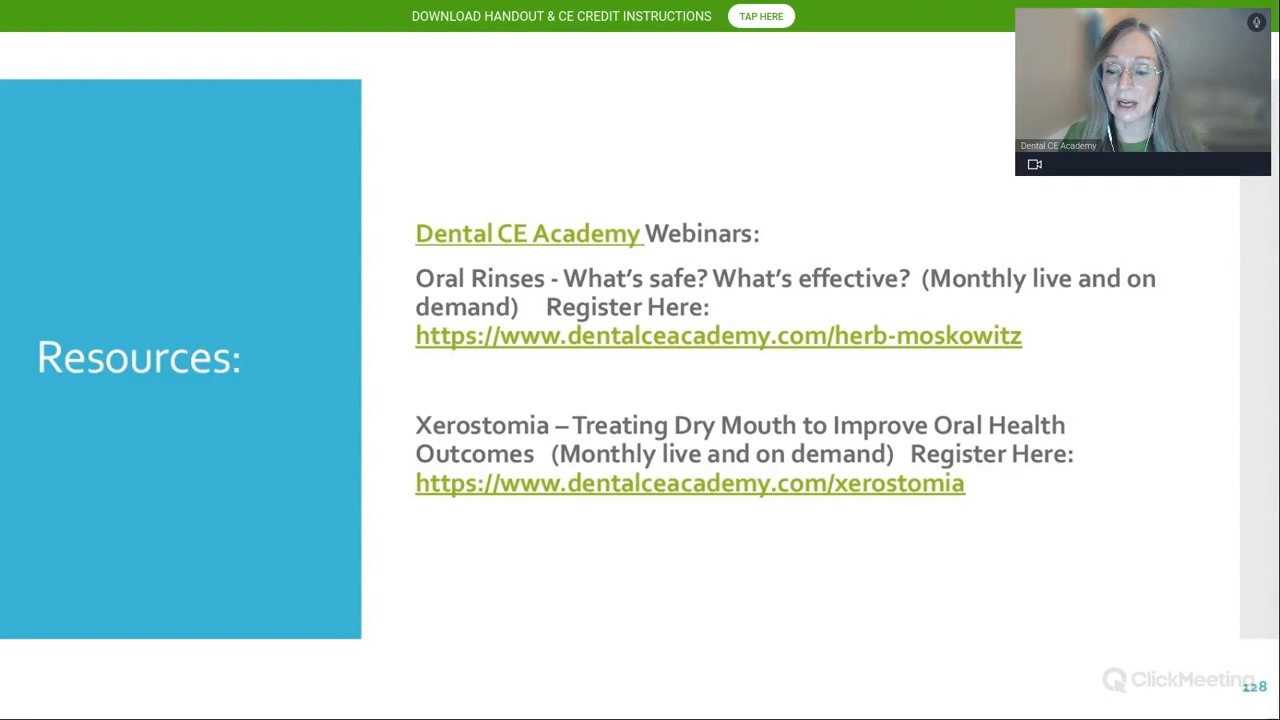 DOWNLOAD HANDOUT & CE CREDIT INSTRUCTIONS TAP HERE
Dental CE Academy
Dental CE Academy Webinars:
Oral Rinses - What's safe? What's effective? (Monthly live and on
demand) Register Here:
https://www.dentalceacademy.com/herb-moskowitz
Resources:
Xerostomia – Treating Dry Mouth to Improve Oral Health
Outcomes (Monthly live and on demand) Register Here:
https://www.dentalceacademy.com/xerostomia
ClickMeeting
128